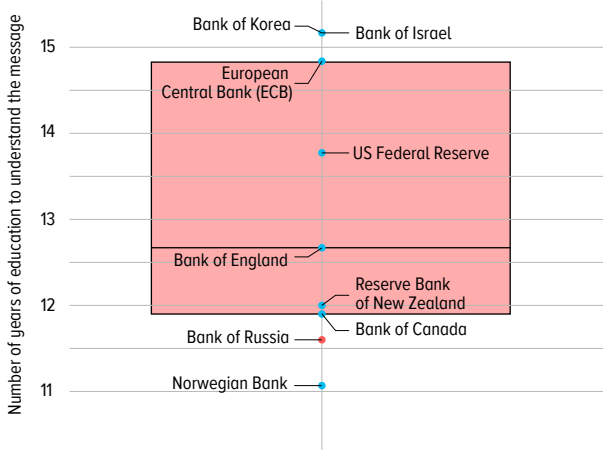 Number of years of education to understand the message
15
14
13
12
11
Bank of Korea
Bank of Israel
European
Central Bank (ECB)
US Federal Reserve
Bank of England
Reserve Bank
of New Zealand
Bank of Canada
Bank of Russia
Norwegian Bank